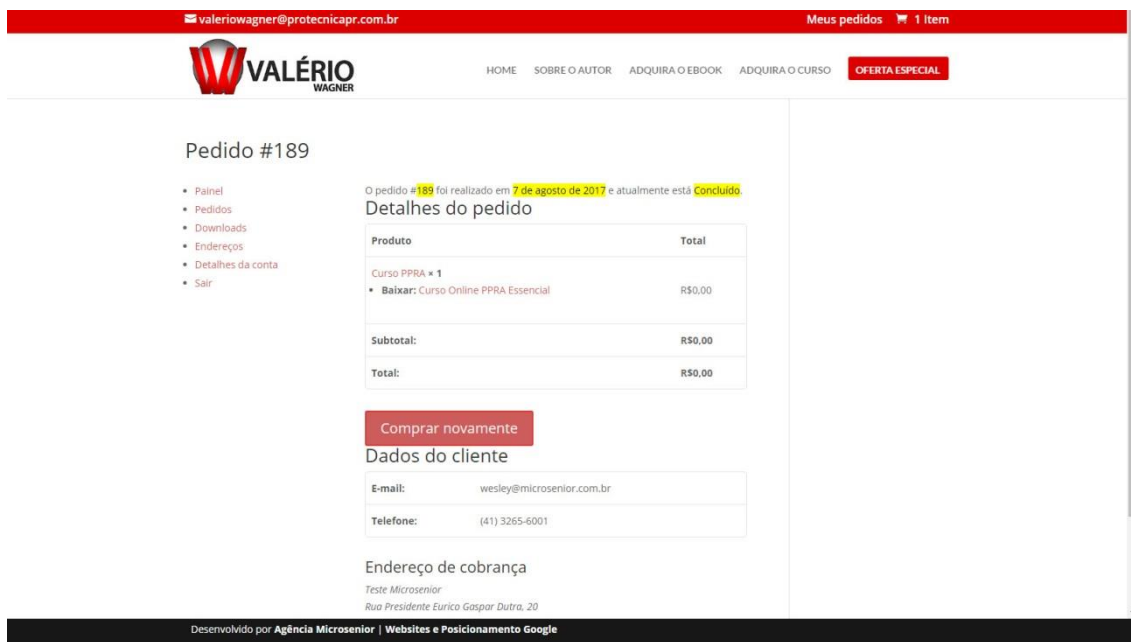 valeriowagner@protecnicapr.com.br
Meus pedidos 1 Item
VALÉRIO
WAGNER
HOME SOBRE O AUTOR ADQUIRA O EBOOK ADQUIRA O CURSO OFERTA ESPECIAL
Pedido #189
Painel
Pedidos
Downloads
Endereços
Detalhes da conta
Sair
O pedido #189 foi realizado em 7 de agosto de 2017 e atualmente está Concluído.
Detalhes do pedido
Produto Total
Curso PPRA × 1
Baixar: Curso Online PPRA Essencial R$0,00
Subtotal: R$0,00
Total: R$0,00
Comprar novamente
Dados do cliente
E-mail: wesley@microsenior.com.br
Telefone: (41) 3265-6001
Endereço de cobrança
Teste Microsenior
Rua Presidente Eurico Gaspar Dutra, 20
Desenvolvido por Agência Microsenior | Websites e Posicionamento Google